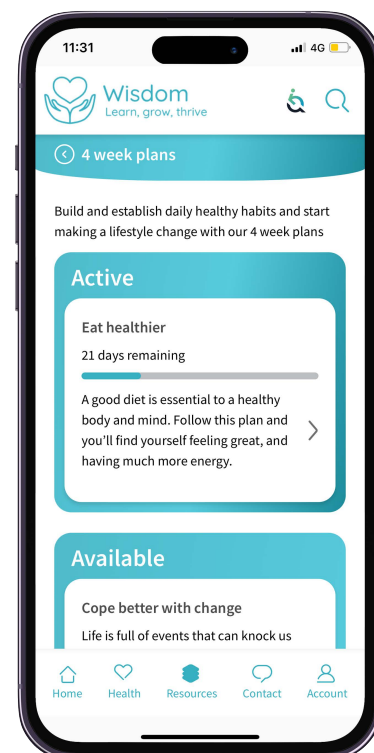 11:31
4G
Wisdom
Learn, grow, thrive
4 week plans
Build and establish daily healthy habits and start
making a lifestyle change with our 4 week plans
Active
Eat healthier
21 days remaining
A good diet is essential to a healthy
body and mind. Follow this plan and
you’ll find yourself feeling great, and
having much more energy.
Available
Cope better with change
Life is full of events that can knock us
Home Health Resources Contact Account